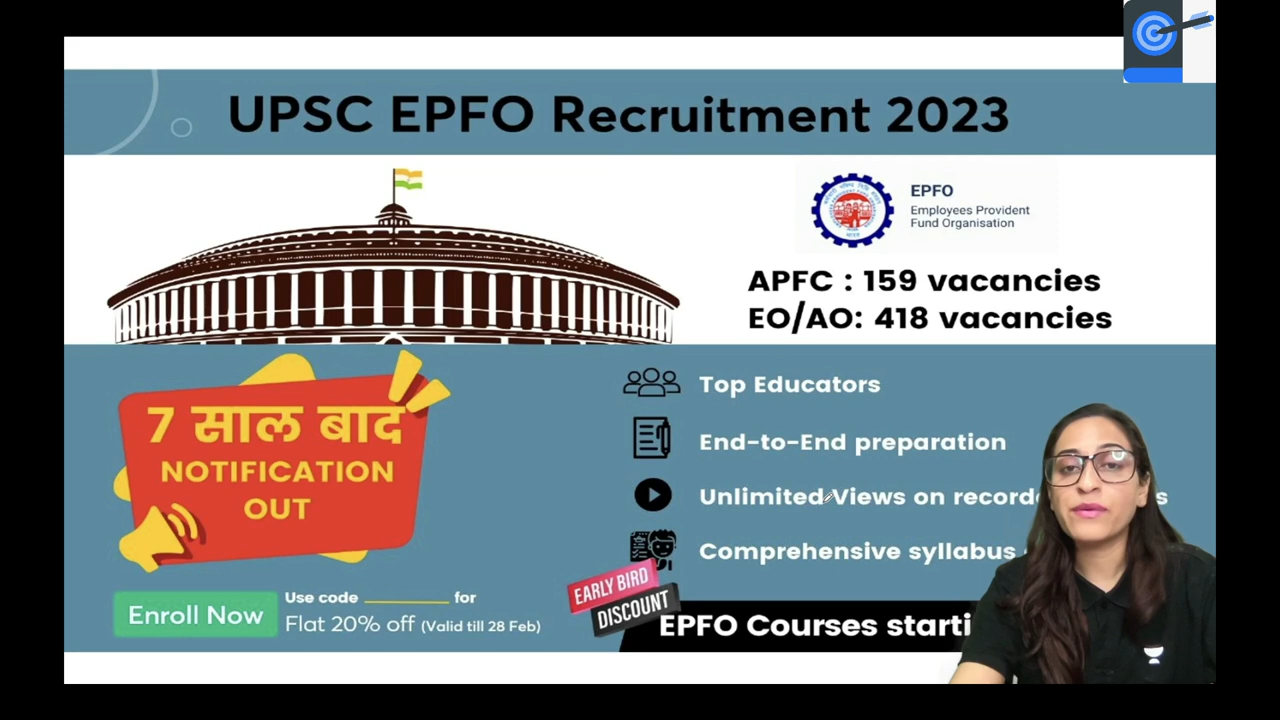 UPSC EPFO Recruitment 2023
EPFO
Employees Provident
Fund Organisation
APFC : 159 vacancies
EO/AO: 418 vacancies
7 साल बाद
NOTIFICATION
OUT
Top Educators
End-to-End preparation
Unlimited Views on
Comprehensive syllabus
Enroll Now
Use code __________ for
Flat 20% off (Valid till 28 Feb)
EARLY BIRD
DISCOUNT
EPFO Courses